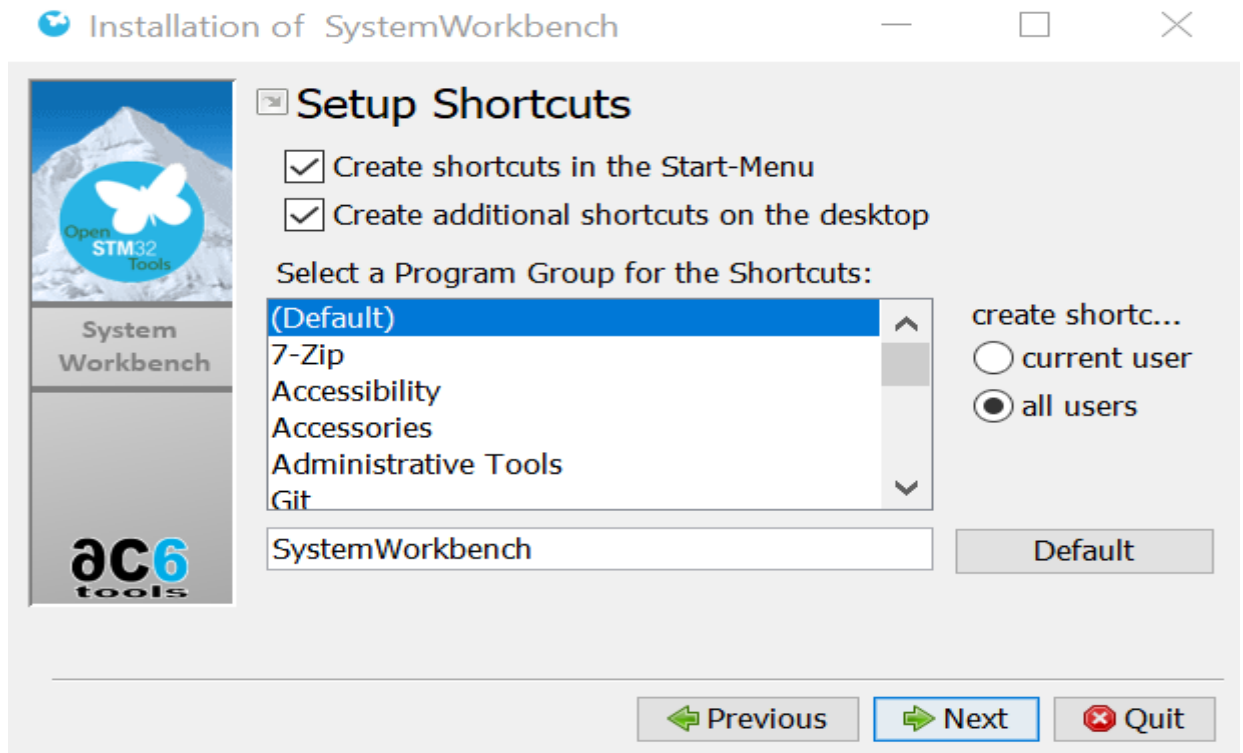 Installation of SystemWorkbench
Setup Shortcuts
Create shortcuts in the Start-Menu
Create additional shortcuts on the desktop
Select a Program Group for the Shortcuts:
(Default)
7-Zip
Accessibility
Accessories
Administrative Tools
Git
create shortc...
current user
all users
SystemWorkbench
Default
Open
STM32
Tools
System
Workbench
ac6
tools
Previous
Next
Quit